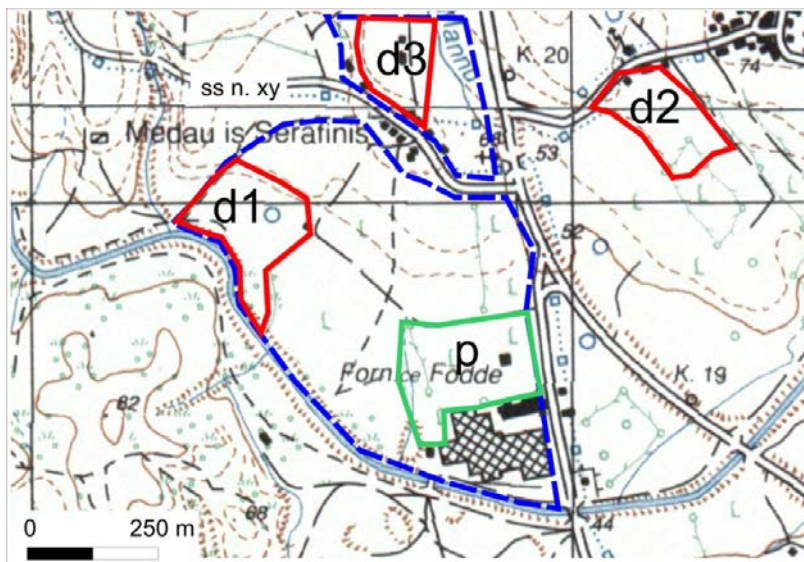 d3
K. 20
74
ss n. xy
d2
Medau is Serafinis
53
d1
52
p
Forn.ce Fodde
K. 19
82
68
44
0 250 m